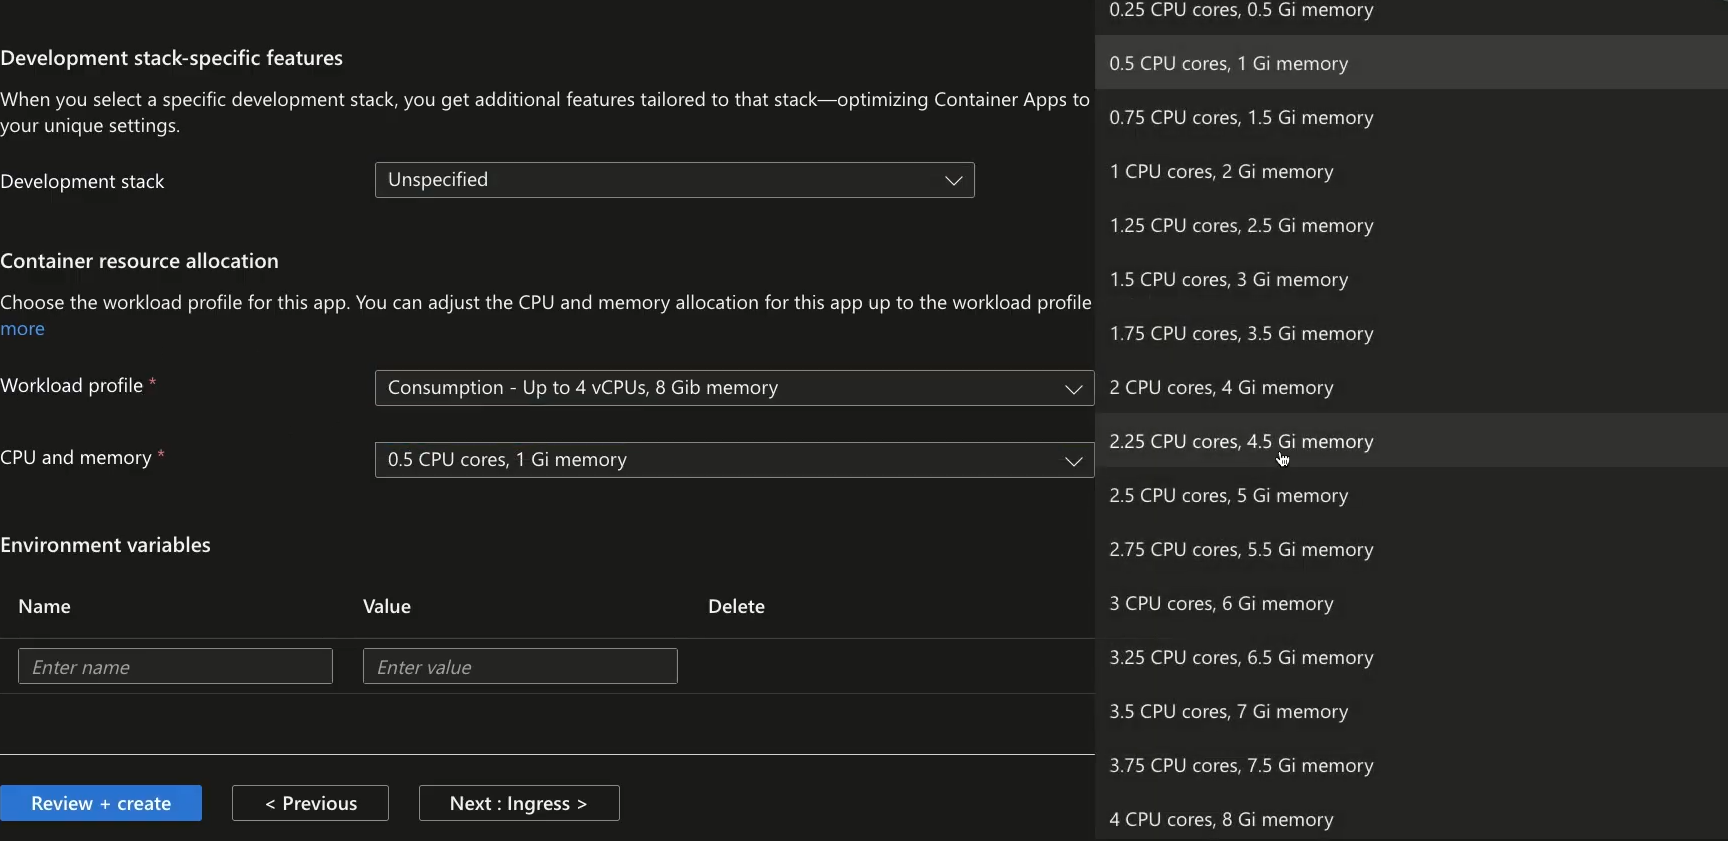 Development stack-specific features
When you select a specific development stack, you get additional features tailored to that stack—optimizing Container Apps to
your unique settings.
Development stack
Unspecified
Container resource allocation
Choose the workload profile for this app. You can adjust the CPU and memory allocation for this app up to the workload profile
more
Workload profile *
Consumption - Up to 4 vCPUs, 8 Gib memory
CPU and memory *
0.5 CPU cores, 1 Gi memory
Environment variables
Name Value Delete
Enter name Enter value
Review + create < Previous Next : Ingress >
0.25 CPU cores, 0.5 Gi memory
0.5 CPU cores, 1 Gi memory
0.75 CPU cores, 1.5 Gi memory
1 CPU cores, 2 Gi memory
1.25 CPU cores, 2.5 Gi memory
1.5 CPU cores, 3 Gi memory
1.75 CPU cores, 3.5 Gi memory
2 CPU cores, 4 Gi memory
2.25 CPU cores, 4.5 Gi memory
2.5 CPU cores, 5 Gi memory
2.75 CPU cores, 5.5 Gi memory
3 CPU cores, 6 Gi memory
3.25 CPU cores, 6.5 Gi memory
3.5 CPU cores, 7 Gi memory
3.75 CPU cores, 7.5 Gi memory
4 CPU cores, 8 Gi memory